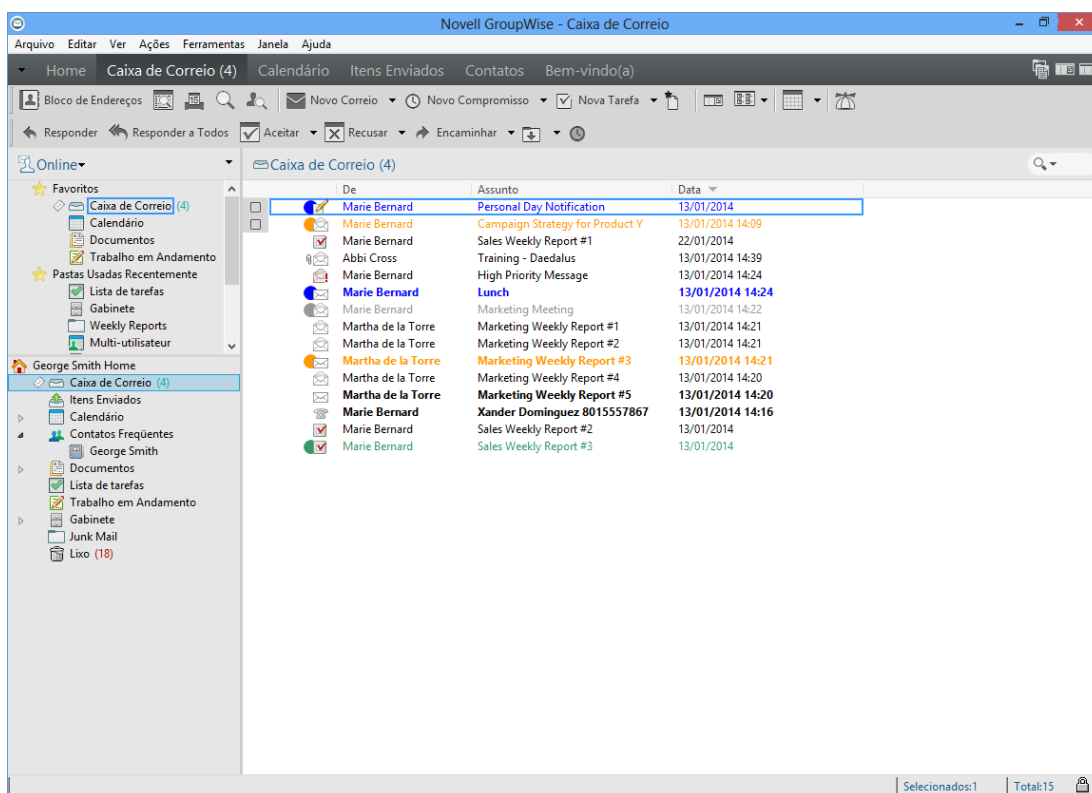 Novell GroupWise - Caixa de Correio
Arquivo Editar Ver Ações Ferramentas Janela Ajuda
Home Caixa de Correio (4) Calendário Itens Enviados Contatos Bem-vindo(a)
Bloco de Endereços Novo Correio Novo Compromisso Nova Tarefa
Responder Responder a Todos Aceitar Recusar Encaminhar
Online
Favoritos
Caixa de Correio (4)
Calendário
Documentos
Trabalho em Andamento
Pastas Usadas Recentemente
Lista de tarefas
Gabinete
Weekly Reports
Multi-utilisateur
George Smith Home
Caixa de Correio (4)
Itens Enviados
Calendário
Contatos Freqüentes
George Smith
Documentos
Lista de tarefas
Trabalho em Andamento
Gabinete
Junk Mail
Lixo (18)
Caixa de Correio (4)
De Assunto Data
Marie Bernard Personal Day Notification 13/01/2014
Marie Bernard Campaign Strategy for Product Y 13/01/2014 14:09
Marie Bernard Sales Weekly Report #1 22/01/2014
Abbi Cross Training - Daedalus 13/01/2014 14:39
Marie Bernard High Priority Message 13/01/2014 14:24
Marie Bernard Lunch 13/01/2014 14:24
Marie Bernard Marketing Meeting 13/01/2014 14:22
Martha de la Torre Marketing Weekly Report #1 13/01/2014 14:21
Martha de la Torre Marketing Weekly Report #2 13/01/2014 14:21
Martha de la Torre Marketing Weekly Report #3 13/01/2014 14:21
Martha de la Torre Marketing Weekly Report #4 13/01/2014 14:20
Martha de la Torre Marketing Weekly Report #5 13/01/2014 14:20
Marie Bernard Xander Dominguez 8015557867 13/01/2014 14:16
Marie Bernard Sales Weekly Report #2 13/01/2014
Marie Bernard Sales Weekly Report #3 13/01/2014
Selecionados:1 Total:15